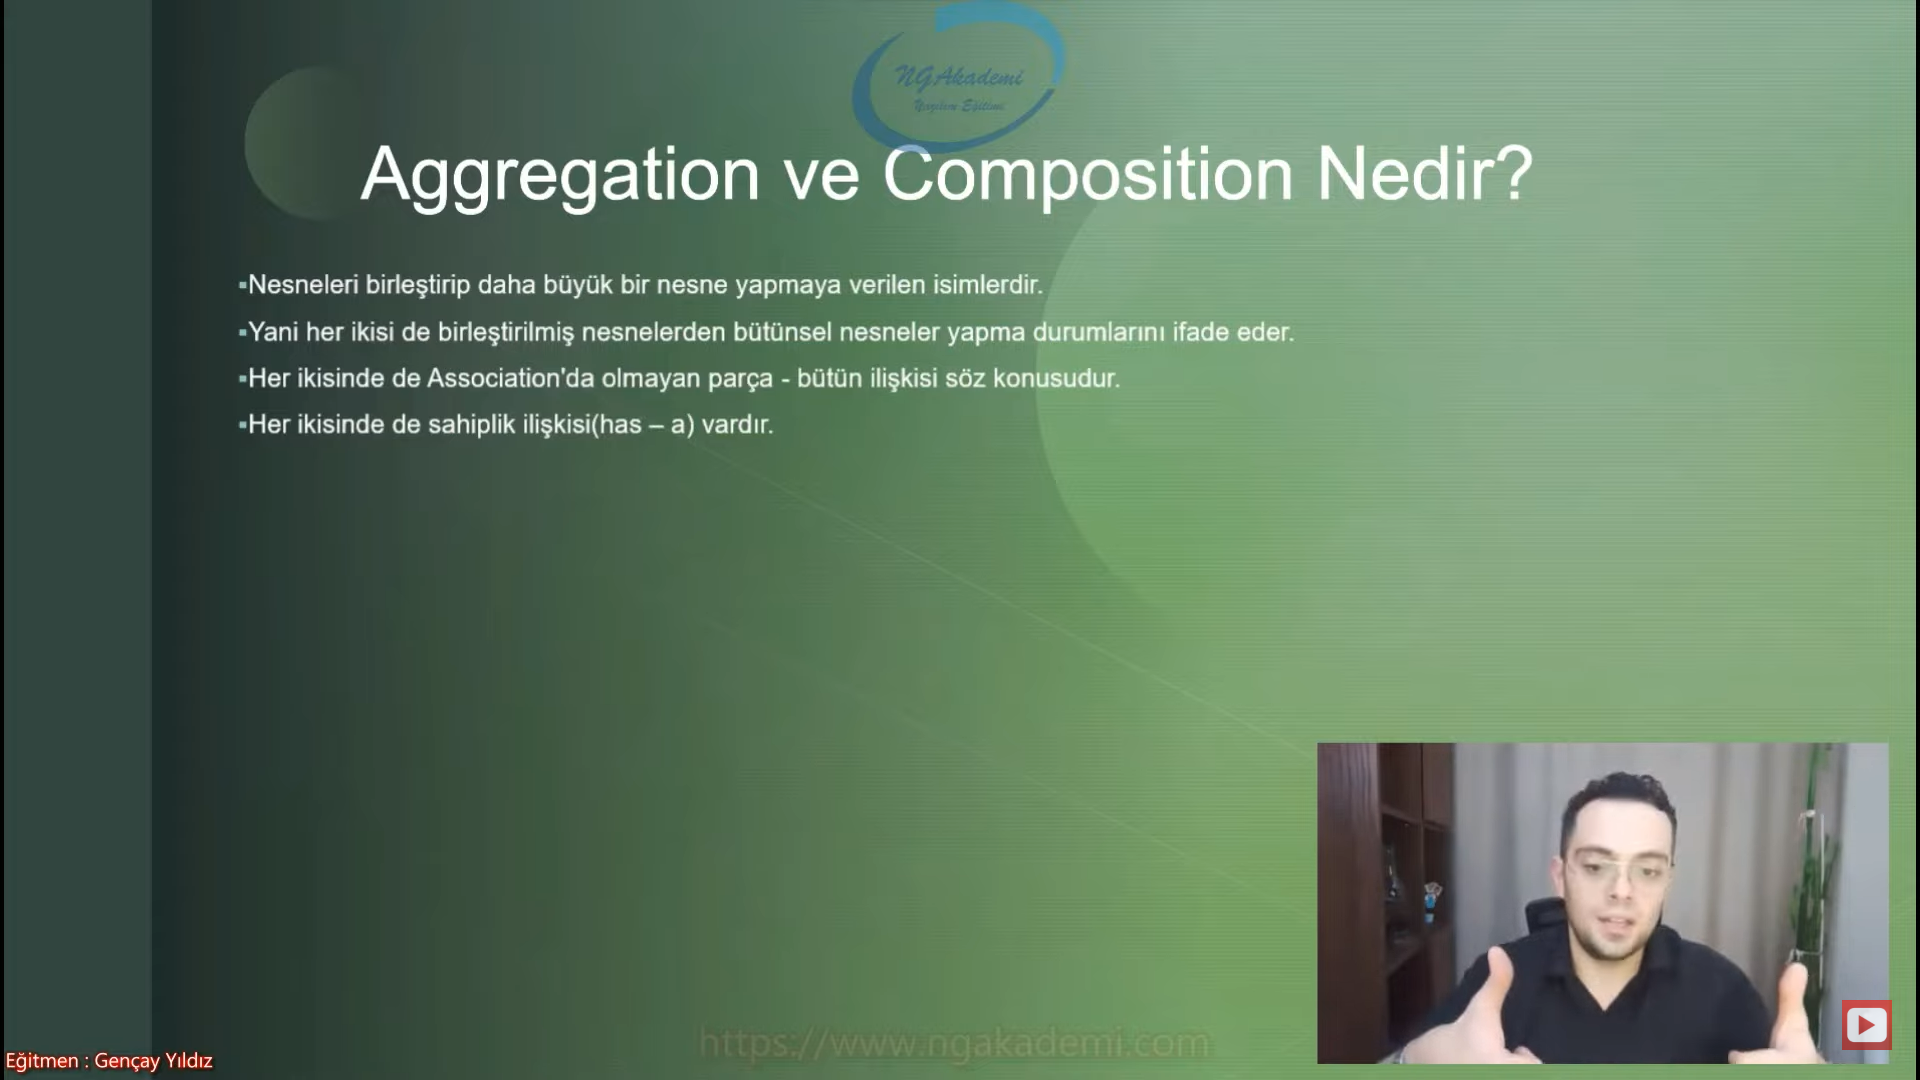 NGAkademi
Yazılım Eğitimi
Aggregation ve Composition Nedir?
▪Nesneleri birleştirip daha büyük bir nesne yapmaya verilen isimlerdir.
▪Yani her ikisi de birleştirilmiş nesnelerden bütünsel nesneler yapma durumlarını ifade eder.
▪Her ikisinde de Association'da olmayan parça - bütün ilişkisi söz konusudur.
▪Her ikisinde de sahiplik ilişkisi(has – a) vardır.
https://www.ngakademi.com
Eğitmen : Gençay Yıldız